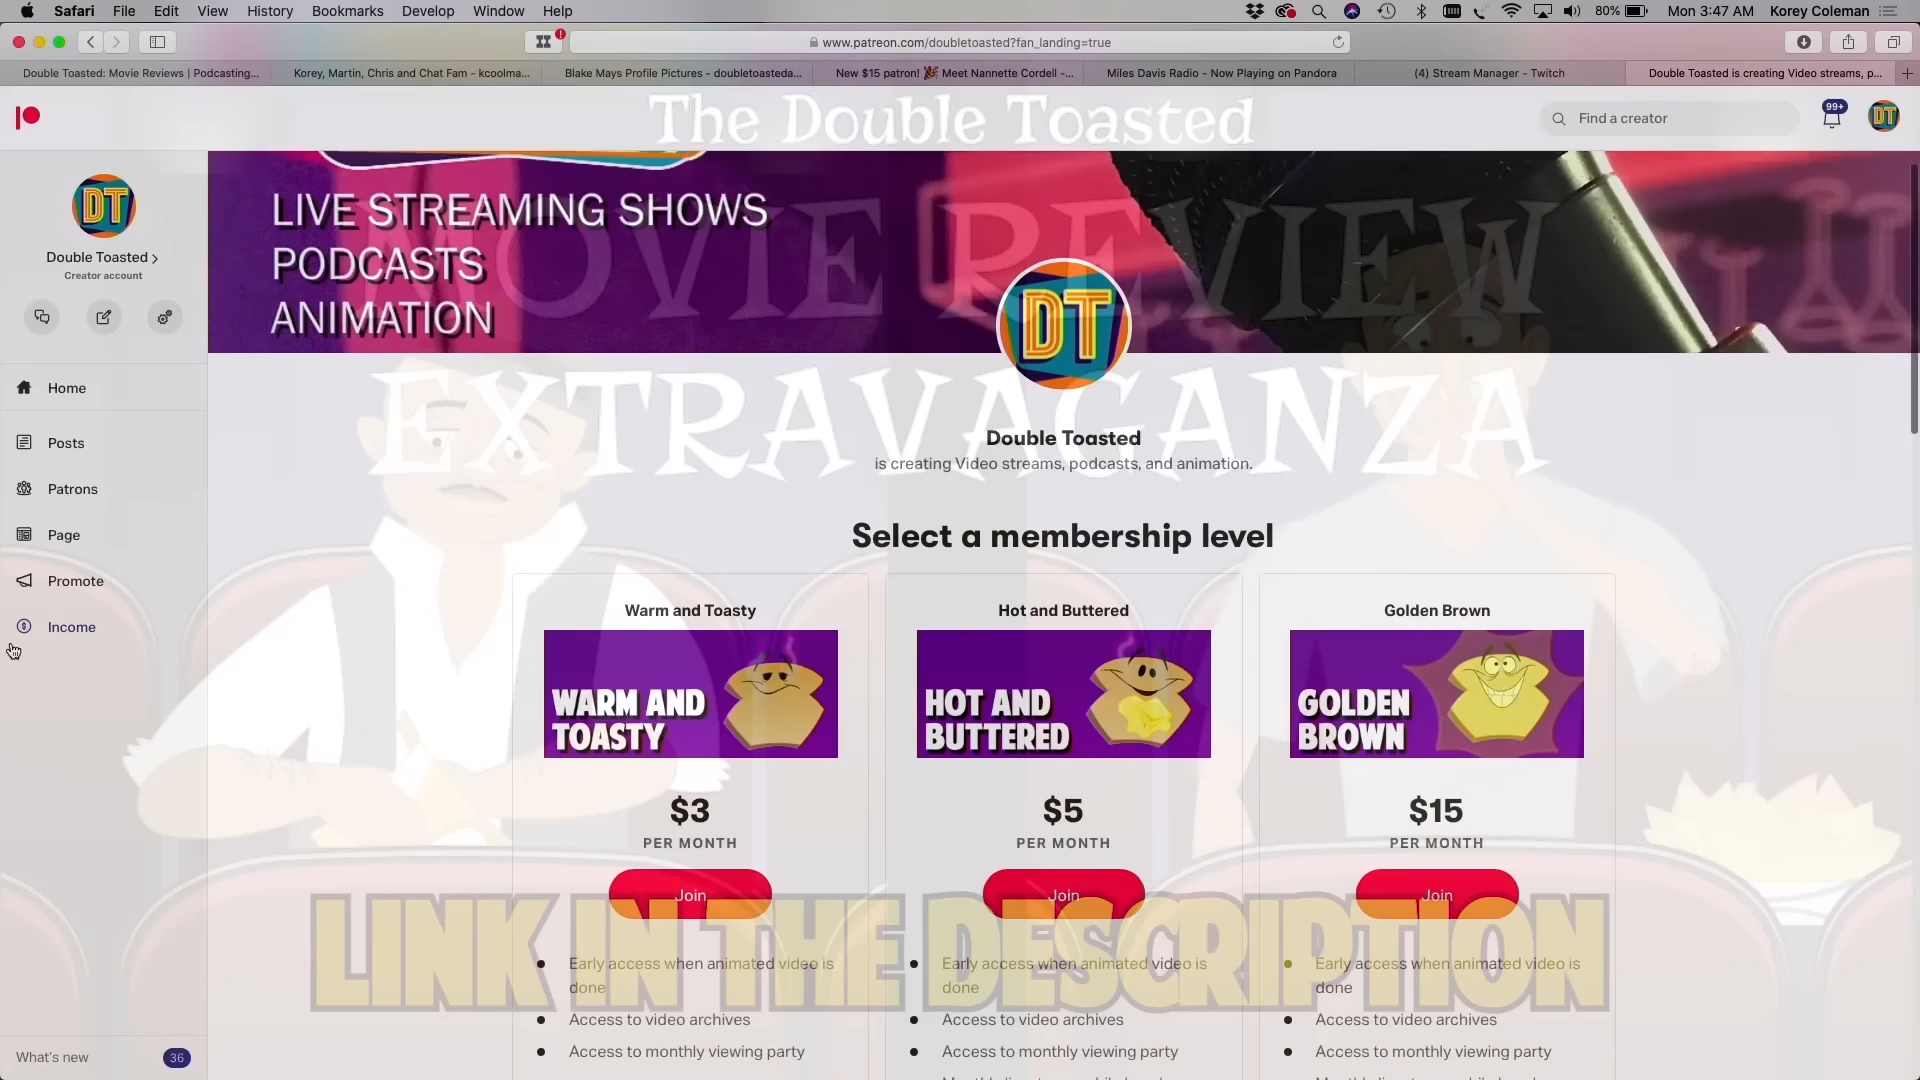 Safari File Edit View History Bookmarks Develop Window Help
80% Mon 3:47 AM Korey Coleman
www.patreon.com/doubletoasted?fan_landing=true
Double Toasted: Movie Reviews | Podcasting...
Korey, Martin, Chris and Chat Fam - kcoolma...
Blake Mays Profile Pictures - doubletoasteda...
New $15 patron! 🎉 Meet Nannette Cordell -...
Miles Davis Radio - Now Playing on Pandora
(4) Stream Manager - Twitch
Double Toasted is creating Video streams, p...
The Double Toasted
MOVIE REVIEW
EXTRAVAGANZA
Find a creator
99+
DT
DT
Double Toasted
Creator account
Home
Posts
Patrons
Page
Promote
Income
What's new 36
LIVE STREAMING SHOWS
PODCASTS
ANIMATION
DT
Double Toasted
is creating Video streams, podcasts, and animation.
Select a membership level
Warm and Toasty
WARM AND
TOASTY
$3
PER MONTH
Join
Early access when animated video is
done
Access to video archives
Access to monthly viewing party
Hot and Buttered
HOT AND
BUTTERED
$5
PER MONTH
Join
Early access when animated video is
done
Access to video archives
Access to monthly viewing party
Golden Brown
GOLDEN
BROWN
$15
PER MONTH
Join
Early access when animated video is
done
Access to video archives
Access to monthly viewing party
LINK IN THE DESCRIPTION